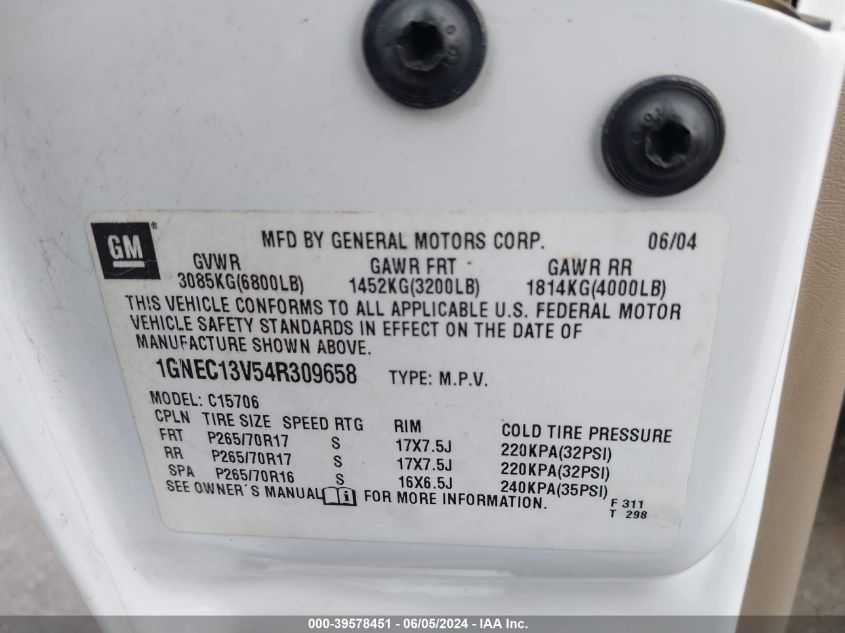 GM®
MFD BY GENERAL MOTORS CORP. 06/04
GVWR GAWR FRT GAWR RR
3085KG(6800LB) 1452KG(3200LB) 1814KG(4000LB)
THIS VEHICLE CONFORMS TO ALL APPLICABLE U.S. FEDERAL MOTOR
VEHICLE SAFETY STANDARDS IN EFFECT ON THE DATE OF
MANUFACTURE SHOWN ABOVE.
1GNEC13V54R309658 TYPE: M.P.V.
MODEL: C15706
CPLN TIRE SIZE SPEED RTG RIM COLD TIRE PRESSURE
FRT P265/70R17 S 17X7.5J 220KPA(32PSI)
RR P265/70R17 S 17X7.5J 220KPA(32PSI)
SPA P265/70R16 S 16X6.5J 240KPA(35PSI)
SEE OWNER'S MANUAL i FOR MORE INFORMATION.
F 311
T 298
000-39578451 - 06/05/2024 - IAA Inc.